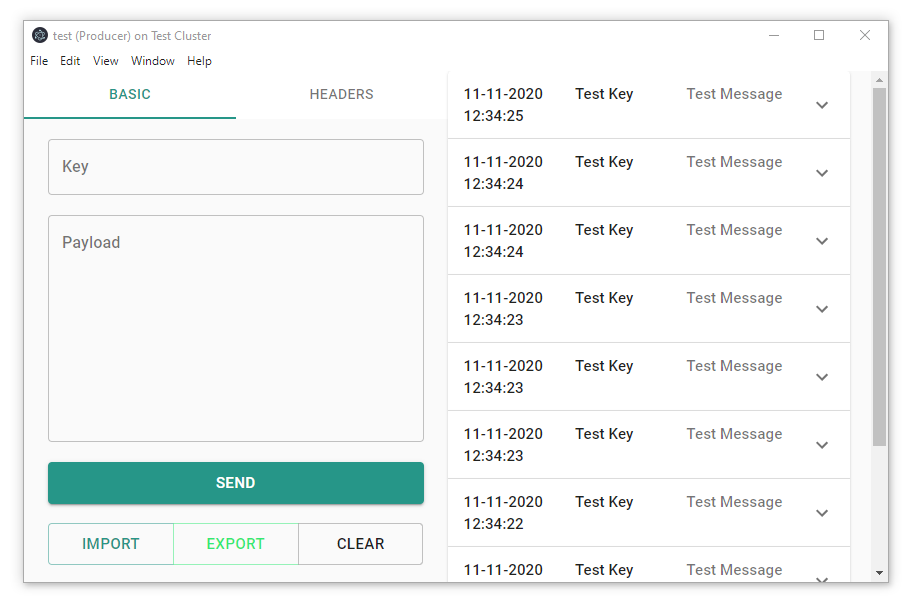 test (Producer) on Test Cluster
File Edit View Window Help
BASIC HEADERS
Key
Payload
SEND
IMPORT EXPORT CLEAR
11-11-2020 Test Key Test Message
12:34:25
11-11-2020 Test Key Test Message
12:34:24
11-11-2020 Test Key Test Message
12:34:24
11-11-2020 Test Key Test Message
12:34:23
11-11-2020 Test Key Test Message
12:34:23
11-11-2020 Test Key Test Message
12:34:23
11-11-2020 Test Key Test Message
12:34:22
11-11-2020 Test Key Test Message